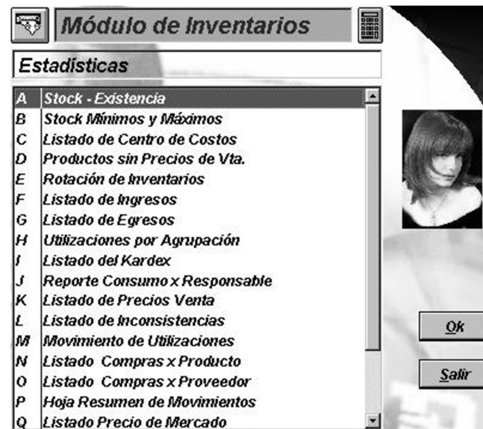 Módulo de Inventarios
Estadísticas
A Stock - Existencia
B Stock Mínimos y Máximos
C Listado de Centro de Costos
D Productos sin Precios de Vta.
E Rotación de Inventarios
F Listado de Ingresos
G Listado de Egresos
H Utilizaciones por Agrupación
I Listado del Kardex
J Reporte Consumo x Responsable
K Listado de Precios Venta
L Listado de Inconsistencias
M Movimiento de Utilizaciones
N Listado Compras x Producto
O Listado Compras x Proveedor
P Hoja Resumen de Movimientos
Q Listado Precio de Mercado
Ok
Salir